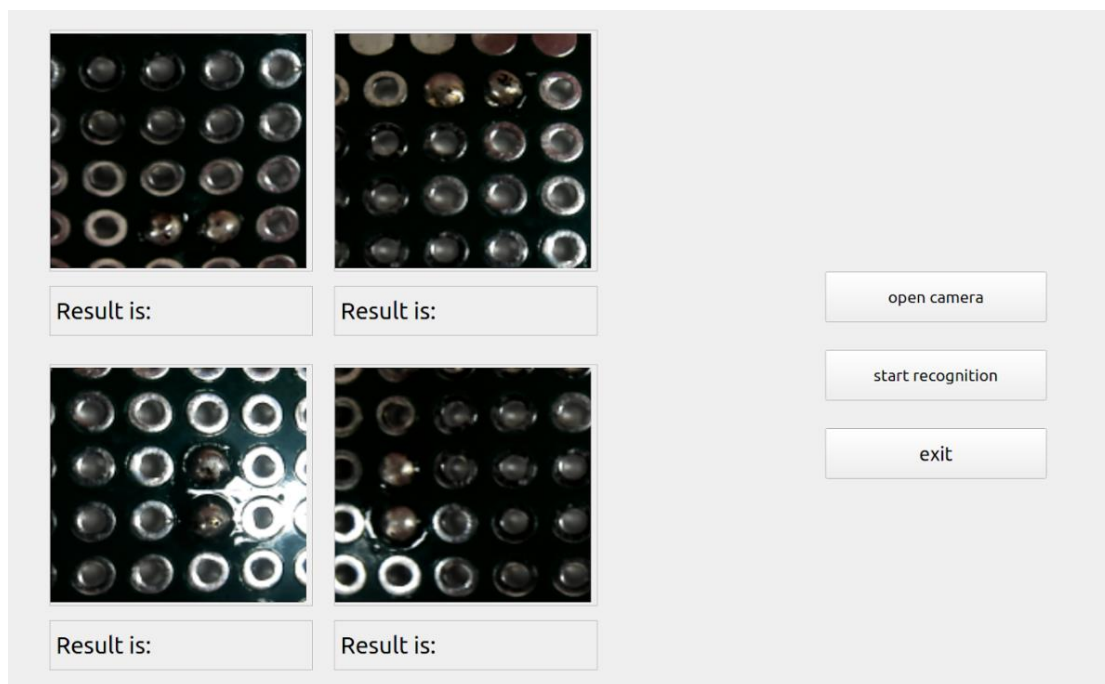 Result is:
Result is:
open camera
start recognition
exit
Result is:
Result is: